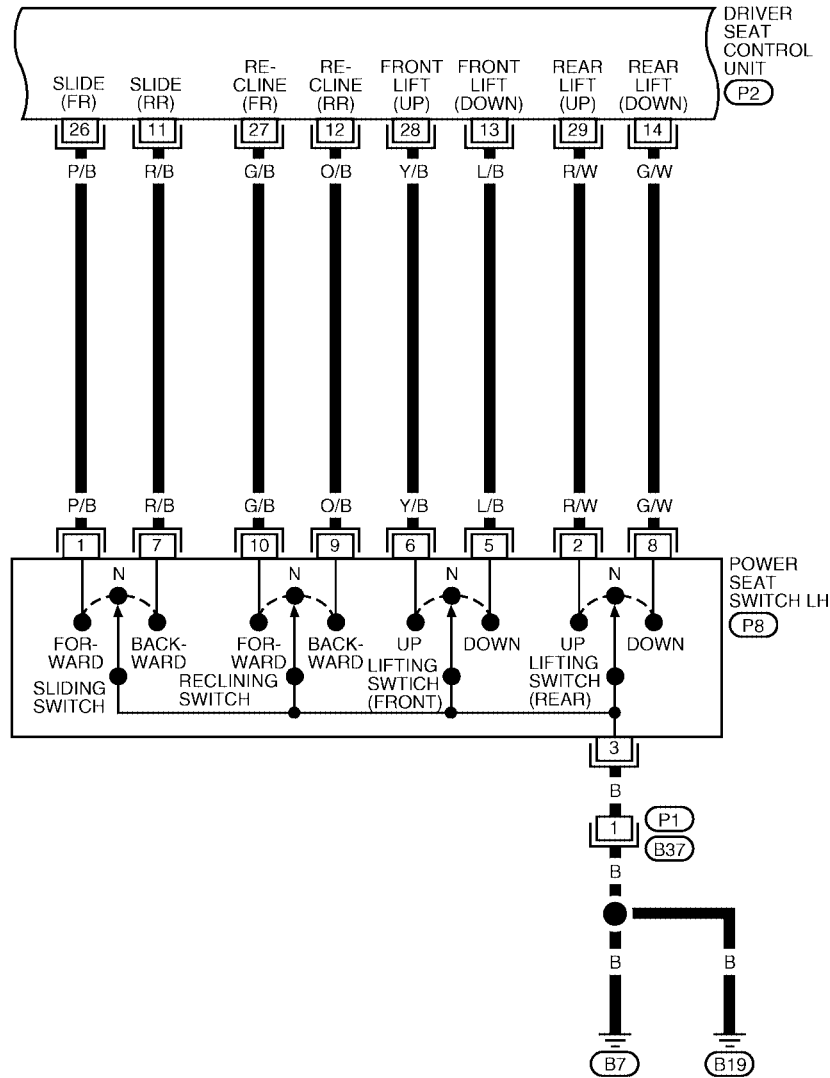 DRIVER
SEAT
CONTROL
UNIT
P2
SLIDE
(FR)
SLIDE
(RR)
RE-
CLINE
(FR)
RE-
CLINE
(RR)
FRONT
LIFT
(UP)
FRONT
LIFT
(DOWN)
REAR
LIFT
(UP)
REAR
LIFT
(DOWN)
26 11 27 12 28 13 29 14
P/B R/B G/B O/B Y/B L/B R/W G/W
P/B R/B G/B O/B Y/B L/B R/W G/W
1 7 10 9 6 5 2 8
POWER
SEAT
SWITCH LH
P8
N N N N
FOR-
WARD
BACK-
WARD
SLIDING
SWITCH
FOR-
WARD
BACK-
WARD
RECLINING
SWITCH
UP
DOWN
LIFTING
SWTICH
(FRONT)
UP
DOWN
LIFTING
SWITCH
(REAR)
3
B
1
P1
B37
B
B B
B7 B19